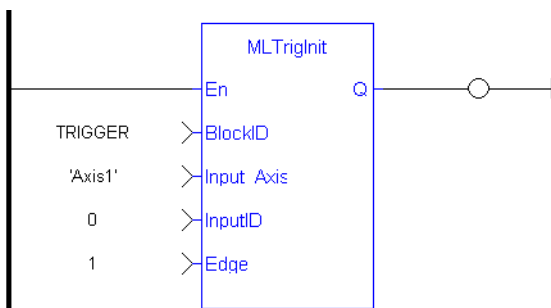 MLTrigInit
En Q
TRIGGER BlockID
'Axis1' Input Axis
0 InputID
1 Edge